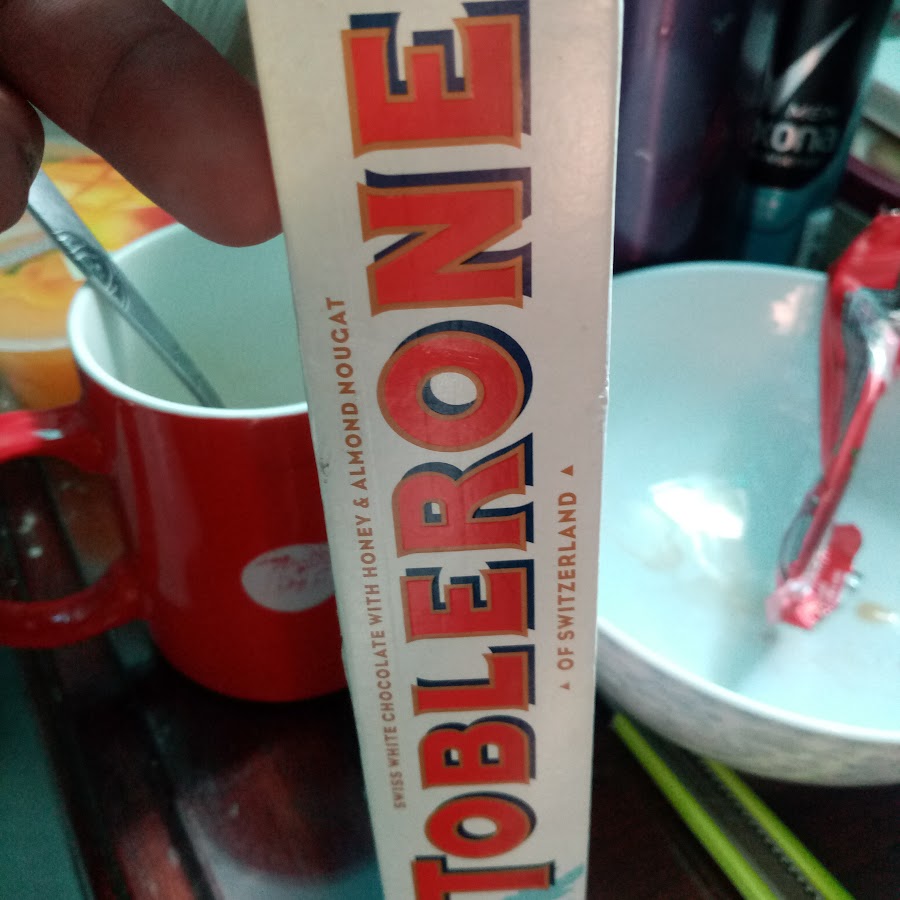 SWISS WHITE CHOCOLATE WITH HONEY & ALMOND NOUGAT
TOBLERONE
▲ OF SWITZERLAND ▲